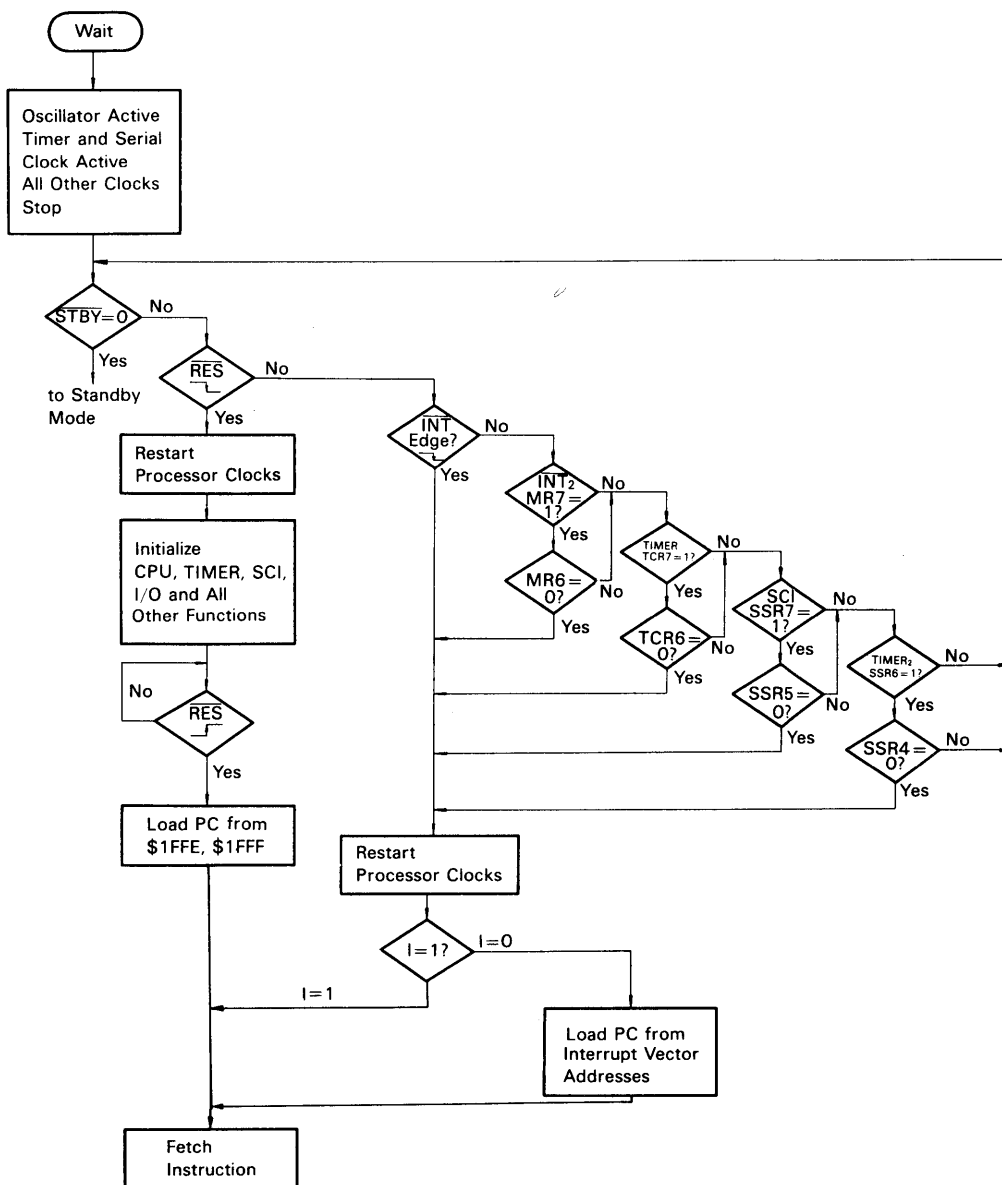 Wait
Oscillator Active
Timer and Serial
Clock Active
All Other Clocks
Stop
STBY=0
No
Yes
to Standby
Mode
RES
No
Yes
Restart
Processor Clocks
Initialize
CPU, TIMER, SCI,
I/O and All
Other Functions
No
RES
Yes
Load PC from
$1FFE, $1FFF
INT
Edge?
No
Yes
INT2
MR7=
1?
No
Yes
MR6=
0?
No
Yes
TIMER
TCR7=1?
No
Yes
TCR6=
0?
No
Yes
SCI
SSR7=
1?
No
Yes
SSR5=
0?
No
Yes
TIMER2
SSR6=1?
No
Yes
SSR4=
0?
No
Yes
Restart
Processor Clocks
I=1?
I=0
I=1
Load PC from
Interrupt Vector
Addresses
Fetch
Instruction